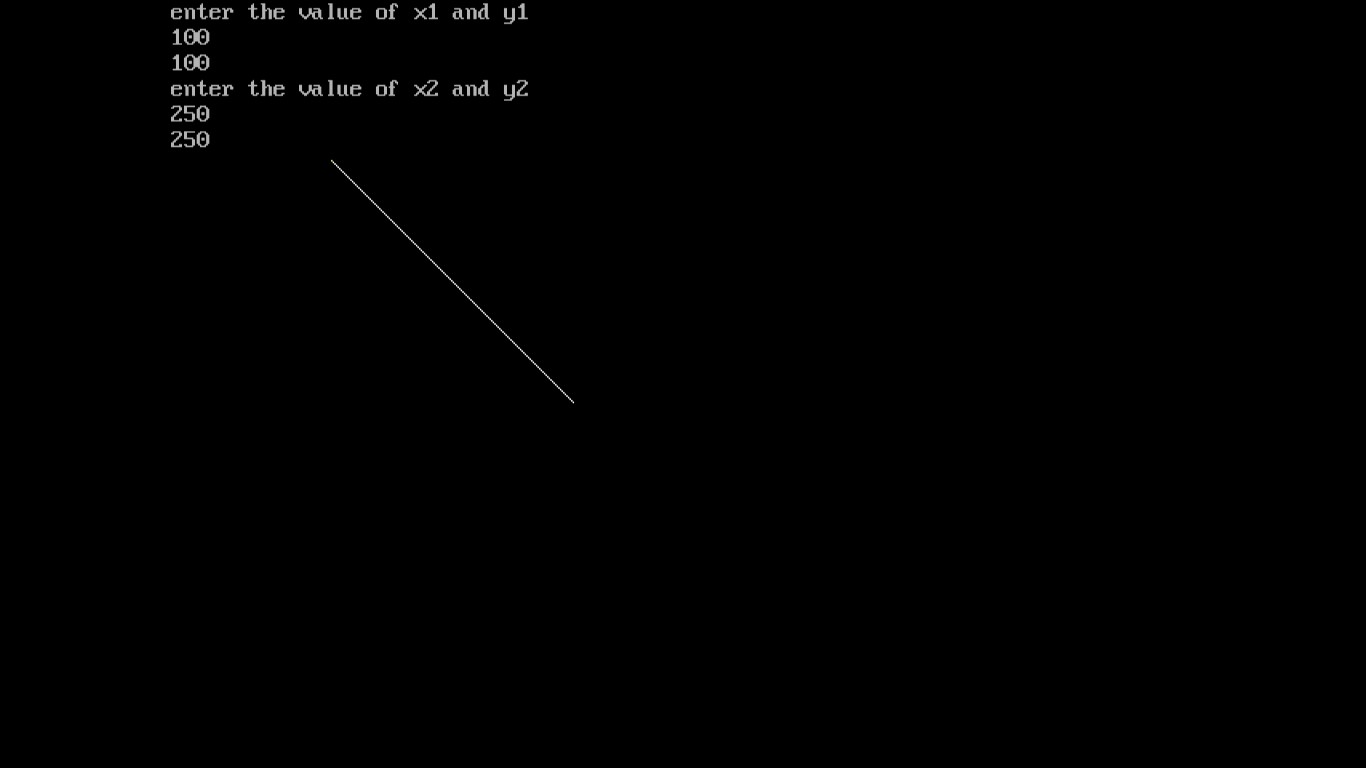 enter the value of x1 and y1
100
100
enter the value of x2 and y2
250
250